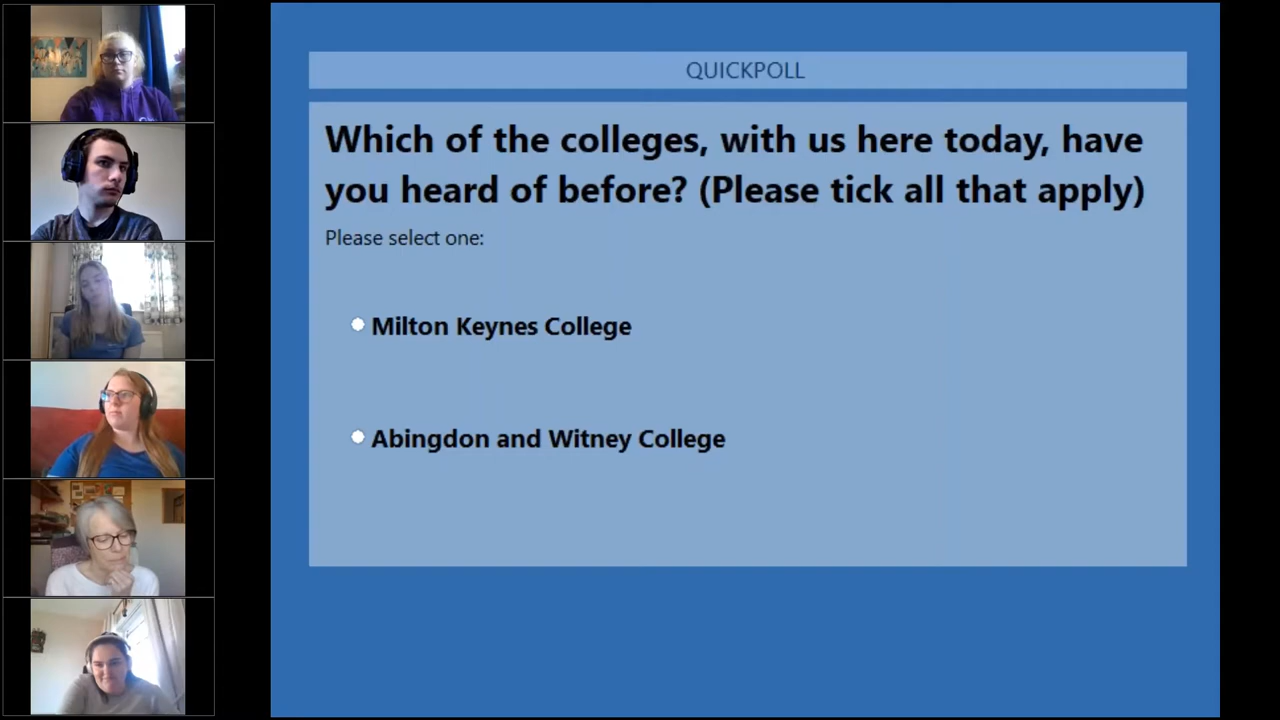 QUICKPOLL
Which of the colleges, with us here today, have
you heard of before? (Please tick all that apply)
Please select one:
Milton Keynes College
Abingdon and Witney College